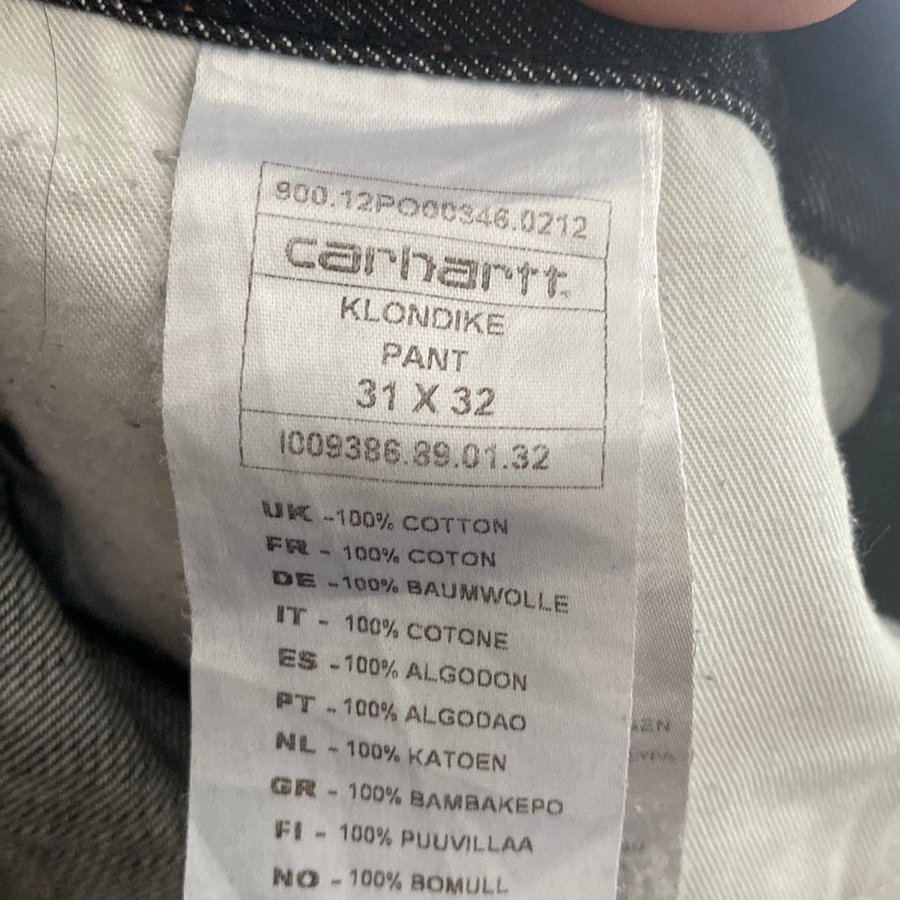 900.12PO00346.0212
carhartt
KLONDIKE
PANT
31 X 32
I009386.89.01.32
UK -100% COTTON
FR - 100% COTON
DE -100% BAUMWOLLE
IT - 100% COTONE
ES -100% ALGODON
PT -100% ALGODAO
NL - 100% KATOEN
GR - 100% BAMBAKEPO
FI - 100% PUUVILLAA
NO - 100% BOMULL